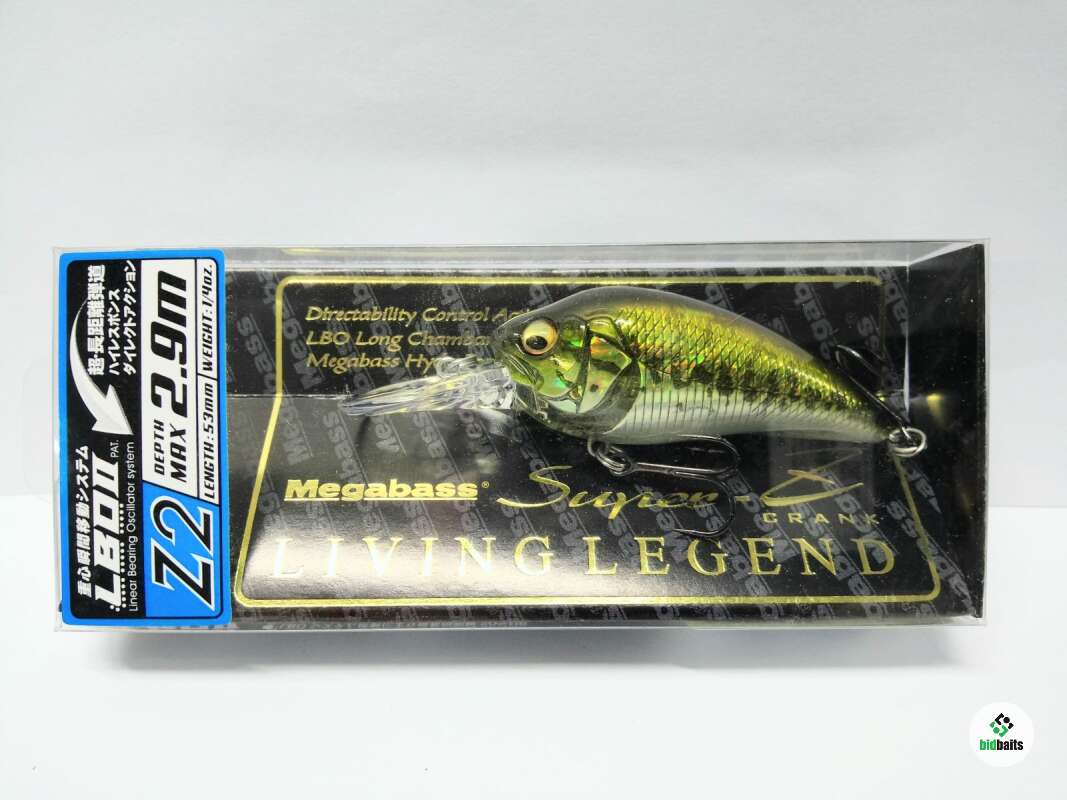 超・長距離弾道
ハイレスポンス
ダイレクトアクション
重心瞬間移動システム
LBOII PAT.
Linear Bearing Oscillator system
DEPTH
MAX 2.9m
LENGTH:53mm WEIGHT:1/4oz.
Z2
Directability Control
LBO Long
Megabass
Megabass®
Super-Z
CRANK
LIVING LEGEND
bidbaits